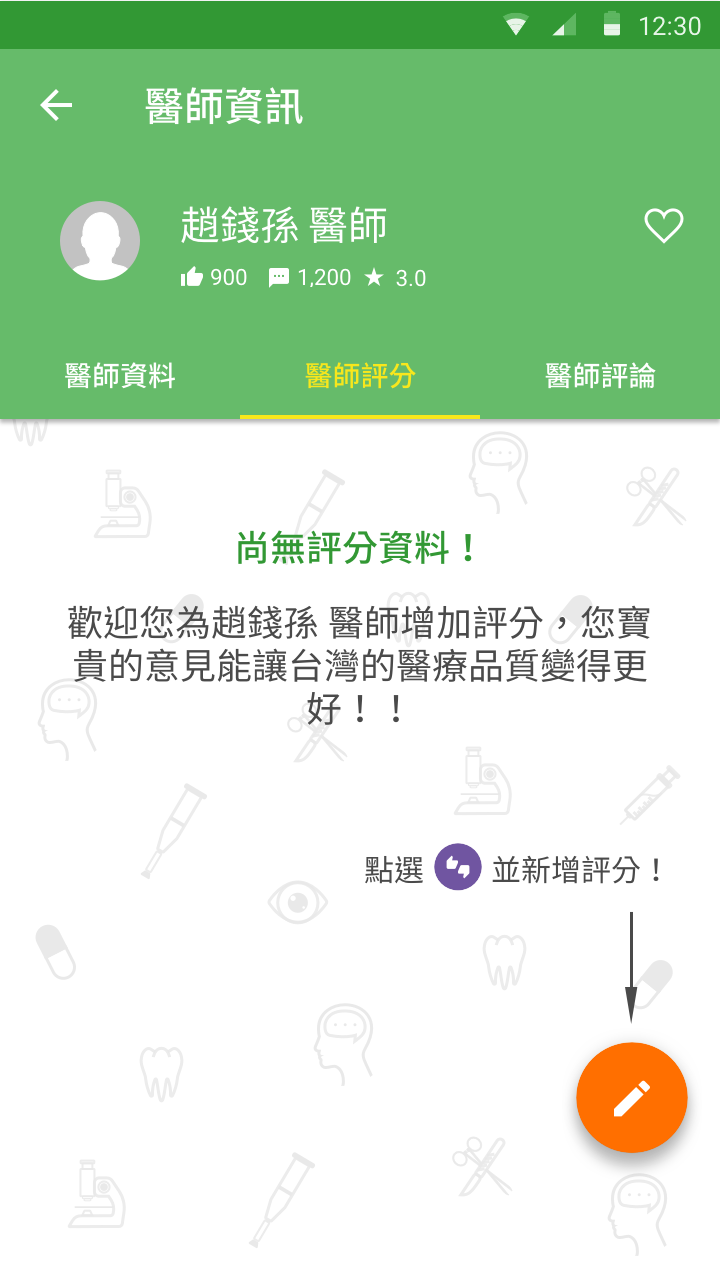 12:30
醫師資訊
趙錢孫 醫師
900 1,200 3.0
醫師資料 醫師評分 醫師評論
尚無評分資料！
歡迎您為趙錢孫 醫師增加評分，您寶
貴的意見能讓台灣的醫療品質變得更
好！！
點選 並新增評分！